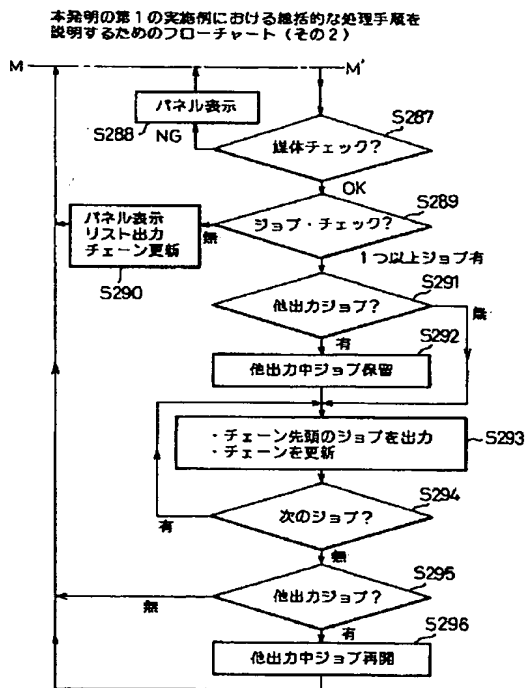 本発明の第1の実施例における総括的な処理手順を
説明するためのフローチャート(その2)
M
M'
パネル表示
S288
NG
S287
媒体チェック?
OK
S289
ジョブ・チェック?
無
パネル表示
リスト出力
チェーン更新
S290
1つ以上ジョブ有
S291
他出力ジョブ?
無
有
S292
他出力中ジョブ保留
・チェーン先頭のジョブを出力
・チェーンを更新
S293
S294
次のジョブ?
有
無
S295
他出力ジョブ?
無
有
S296
他出力中ジョブ再開